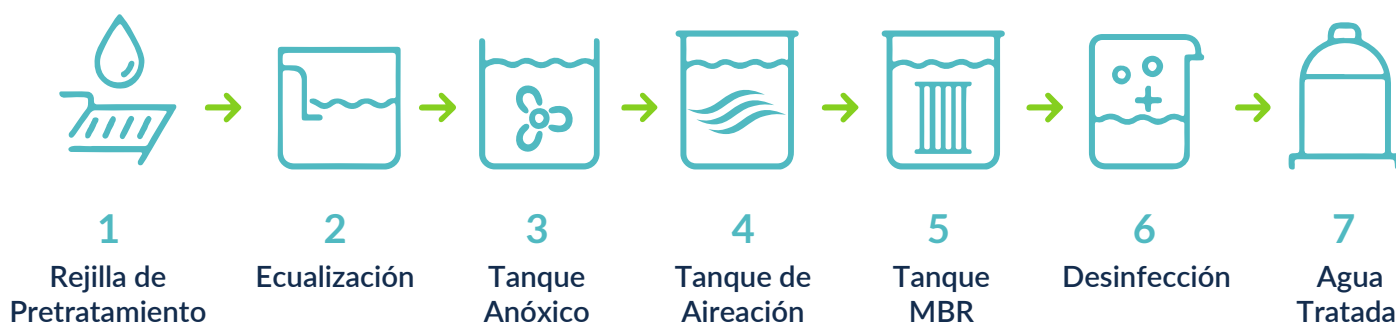 1
Rejilla de
Pretratamiento
2
Ecualización
3
Tanque
Anóxico
4
Tanque de
Aireación
5
Tanque
MBR
6
Desinfección
7
Agua
Tratada